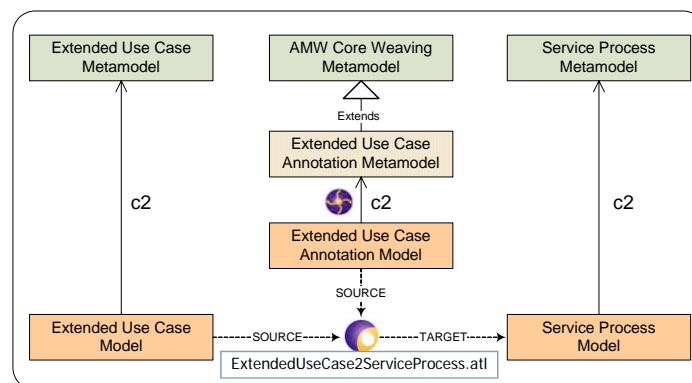 Extended Use Case
Metamodel
AMW Core Weaving
Metamodel
Service Process
Metamodel
Extends
Extended Use Case
Annotation Metamodel
c2
c2
c2
Extended Use Case
Annotation Model
SOURCE
Extended Use Case
Model
SOURCE
TARGET
Service Process
Model
ExtendedUseCase2ServiceProcess.atl